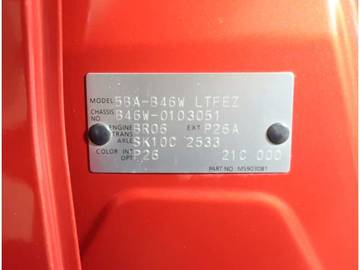 MODEL 5BA-B46W LTFEZ
CHASSIS NO B46W-0103051
ENGINE BR06 EXT P26A
TRANS AXLE SK10C 2533
COLOR INT OPT P26 21C 000
PART NO M5903081